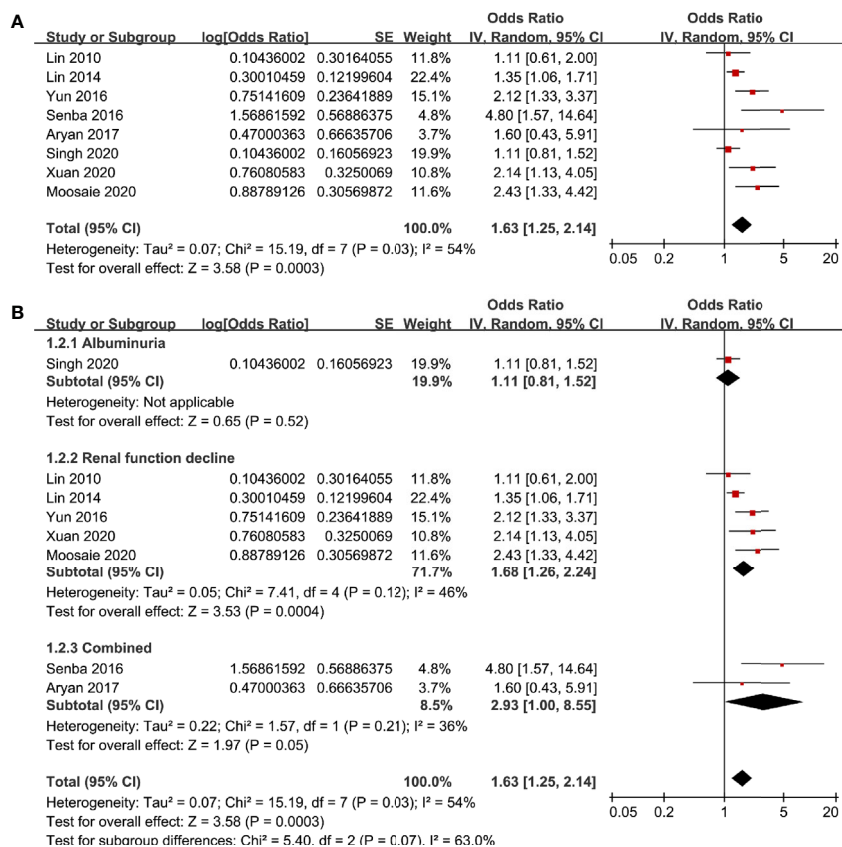 A
Odds Ratio Odds Ratio
Study or Subgroup log[Odds Ratio] SE Weight IV, Random, 95% CI IV, Random, 95% CI
Lin 2010 0.10436002 0.30164055 11.8% 1.11 [0.61, 2.00]
Lin 2014 0.30010459 0.12199604 22.4% 1.35 [1.06, 1.71]
Yun 2016 0.75141609 0.23641889 15.1% 2.12 [1.33, 3.37]
Senba 2016 1.56861592 0.56886375 4.8% 4.80 [1.57, 14.64]
Aryan 2017 0.47000363 0.66635706 3.7% 1.60 [0.43, 5.91]
Singh 2020 0.10436002 0.16056923 19.9% 1.11 [0.81, 1.52]
Xuan 2020 0.76080583 0.3250069 10.8% 2.14 [1.13, 4.05]
Moosaie 2020 0.88789126 0.30569872 11.6% 2.43 [1.33, 4.42]
Total (95% CI) 100.0% 1.63 [1.25, 2.14]
Heterogeneity: Tau² = 0.07; Chi² = 15.19, df = 7 (P = 0.03); I² = 54%
Test for overall effect: Z = 3.58 (P = 0.0003)
0.05 0.2 1 5 20
B
Odds Ratio Odds Ratio
Study or Subgroup log[Odds Ratio] SE Weight IV, Random, 95% CI IV, Random, 95% CI
1.2.1 Albuminuria
Singh 2020 0.10436002 0.16056923 19.9% 1.11 [0.81, 1.52]
Subtotal (95% CI) 19.9% 1.11 [0.81, 1.52]
Heterogeneity: Not applicable
Test for overall effect: Z = 0.65 (P = 0.52)
1.2.2 Renal function decline
Lin 2010 0.10436002 0.30164055 11.8% 1.11 [0.61, 2.00]
Lin 2014 0.30010459 0.12199604 22.4% 1.35 [1.06, 1.71]
Yun 2016 0.75141609 0.23641889 15.1% 2.12 [1.33, 3.37]
Xuan 2020 0.76080583 0.3250069 10.8% 2.14 [1.13, 4.05]
Moosaie 2020 0.88789126 0.30569872 11.6% 2.43 [1.33, 4.42]
Subtotal (95% CI) 71.7% 1.68 [1.26, 2.24]
Heterogeneity: Tau² = 0.05; Chi² = 7.41, df = 4 (P = 0.12); I² = 46%
Test for overall effect: Z = 3.53 (P = 0.0004)
1.2.3 Combined
Senba 2016 1.56861592 0.56886375 4.8% 4.80 [1.57, 14.64]
Aryan 2017 0.47000363 0.66635706 3.7% 1.60 [0.43, 5.91]
Subtotal (95% CI) 8.5% 2.93 [1.00, 8.55]
Heterogeneity: Tau² = 0.22; Chi² = 1.57, df = 1 (P = 0.21); I² = 36%
Test for overall effect: Z = 1.97 (P = 0.05)
Total (95% CI) 100.0% 1.63 [1.25, 2.14]
Heterogeneity: Tau² = 0.07; Chi² = 15.19, df = 7 (P = 0.03); I² = 54%
Test for overall effect: Z = 3.58 (P = 0.0003)
Test for subgroup differences: Chi² = 5.40, df = 2 (P = 0.07), I² = 63.0%
0.05 0.2 1 5 20